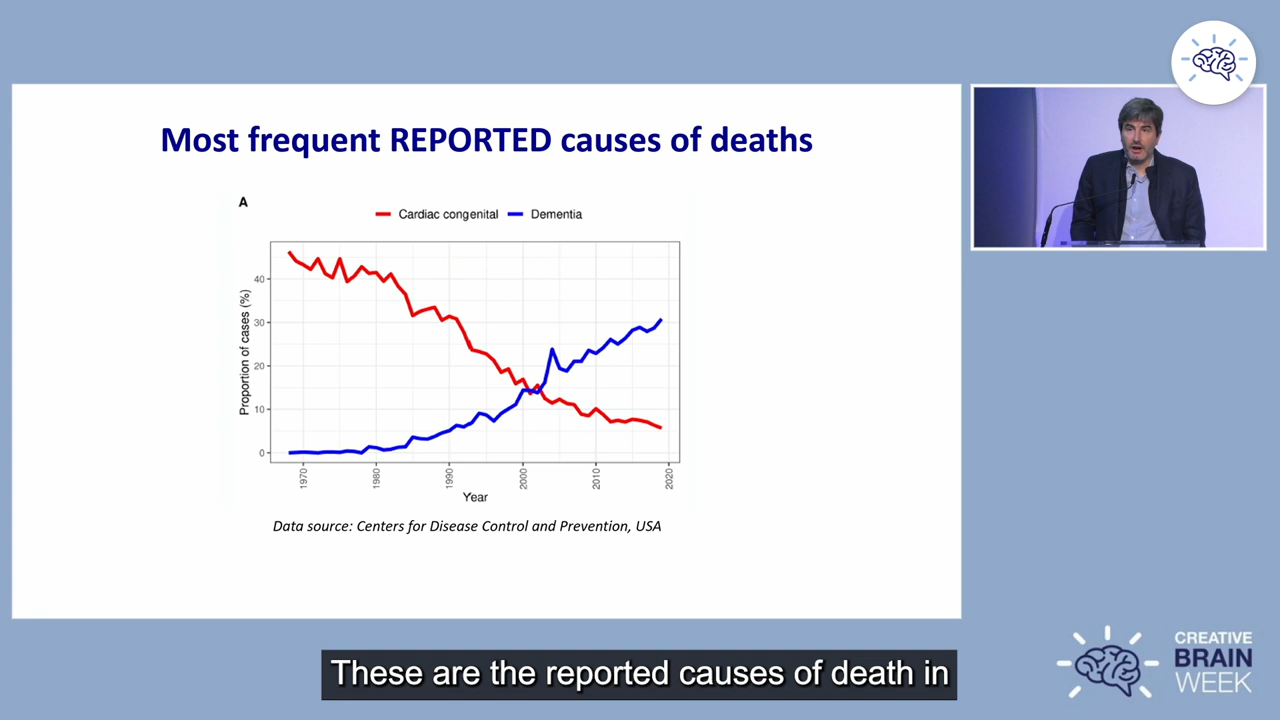 Most frequent REPORTED causes of deaths
A
Cardiac congenital
Dementia
Proportion of cases (%)
40
30
20
10
0
1970
1980
1990
2000
2010
2020
Year
Data source: Centers for Disease Control and Prevention, USA
These are the reported causes of death in
CREATIVE
BRAIN
WEEK